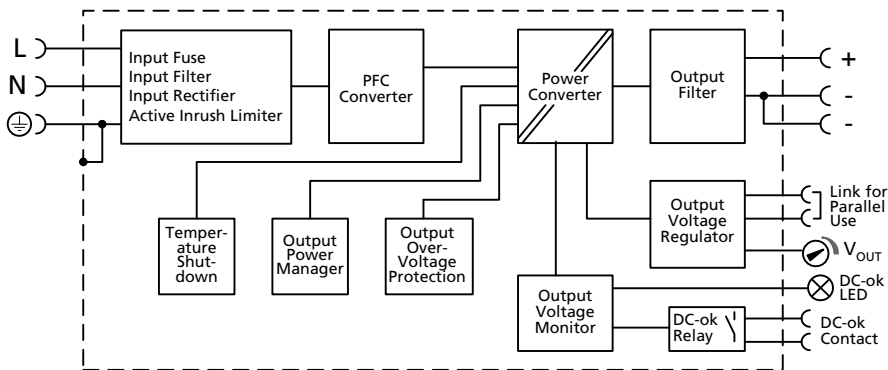 L
N
Input Fuse
Input Filter
Input Rectifier
Active Inrush Limiter
PFC
Converter
Power
Converter
Output
Filter
+
-
-
Temper-
ature
Shut-
down
Output
Power
Manager
Output
Over-
Voltage
Protection
Output
Voltage
Regulator
Link for
Parallel
Use
VOUT
Output
Voltage
Monitor
DC-ok
LED
DC-ok
Relay
DC-ok
Contact